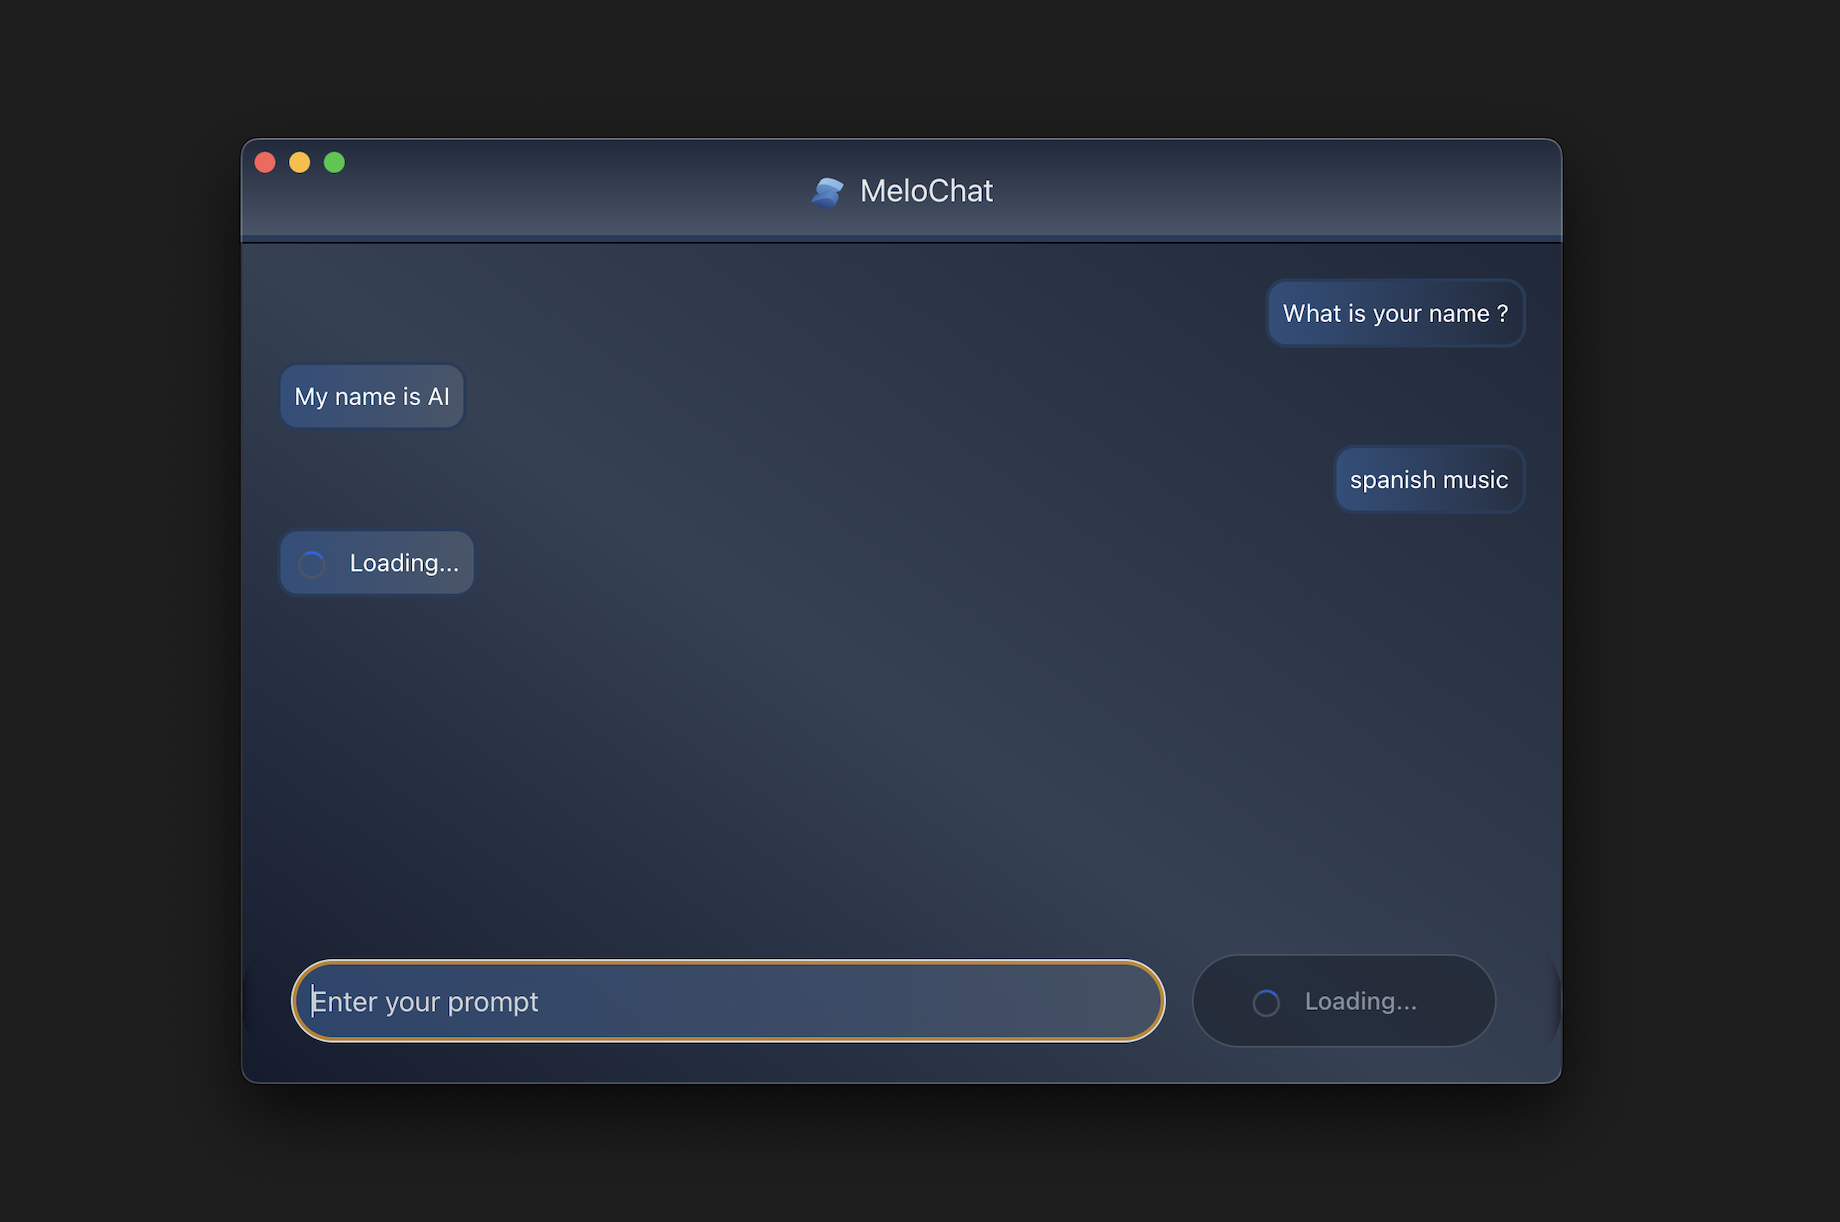 MeloChat
What is your name ?
My name is AI
spanish music
Loading...
Enter your prompt
Loading...